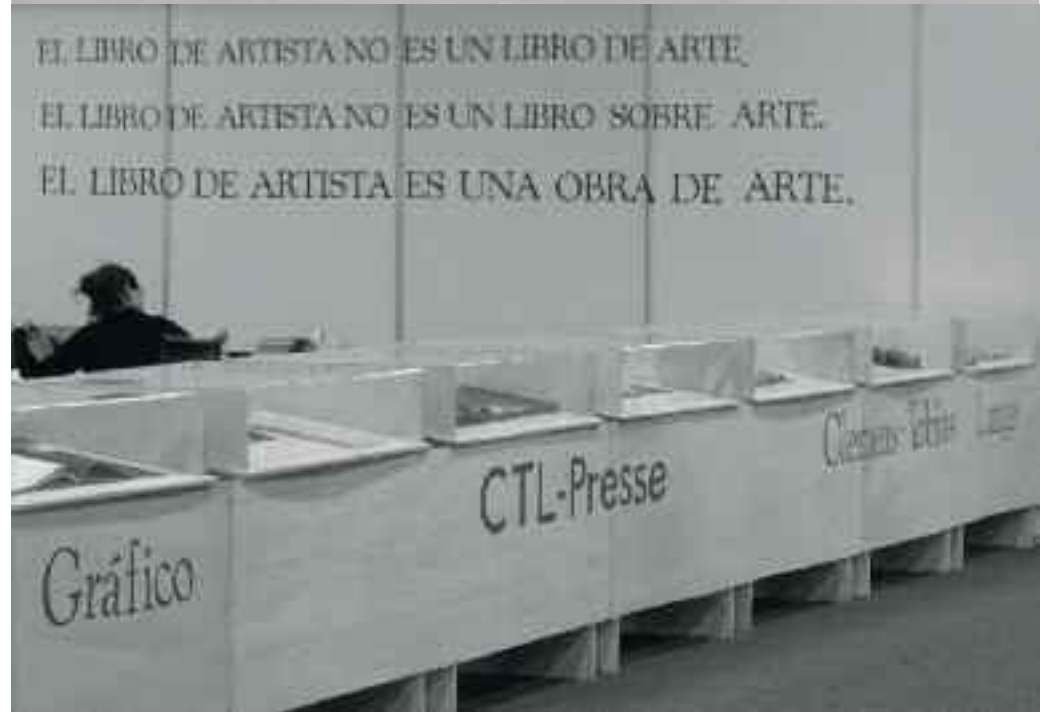 EL LIBRO DE ARTISTA NO ES UN LIBRO DE ARTE.
EL LIBRO DE ARTISTA NO ES UN LIBRO SOBRE ARTE.
EL LIBRO DE ARTISTA ES UNA OBRA DE ARTE.
Gráfico
CTL-Presse
Clemens-Tobias Lange